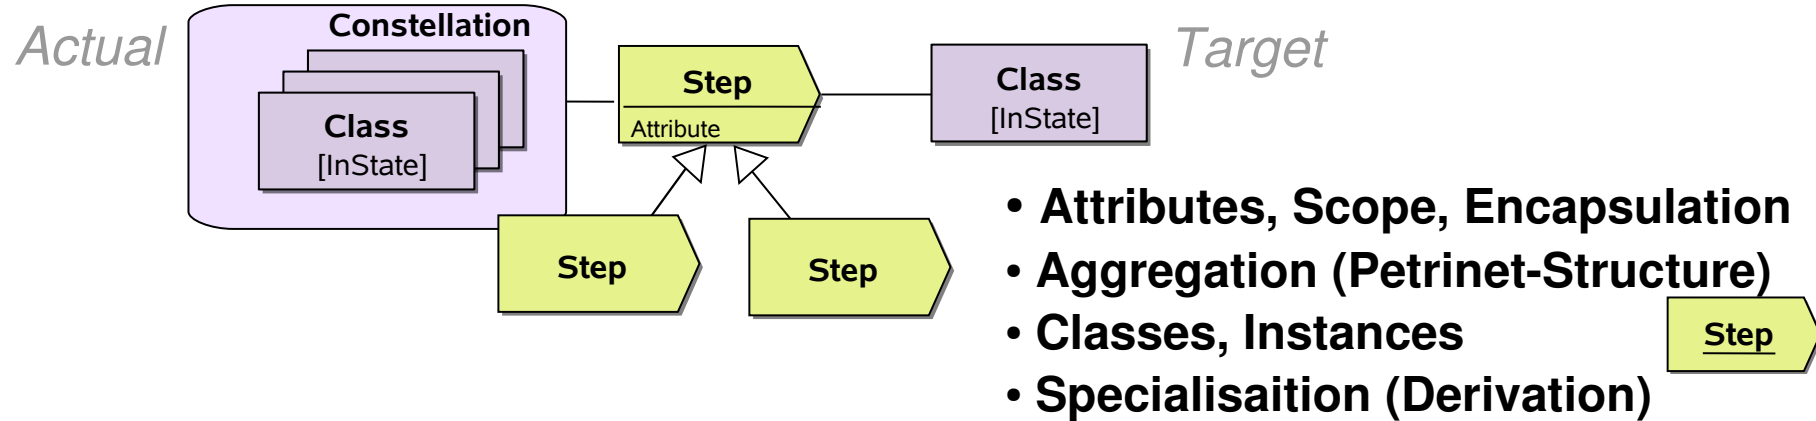 Actual
Constellation
Class
[InState]
Step
Attribute
Class
[InState]
Target
Step
Step
• Attributes, Scope, Encapsulation
• Aggregation (Petrinet-Structure)
• Classes, Instances
Step
• Specialisaition (Derivation)